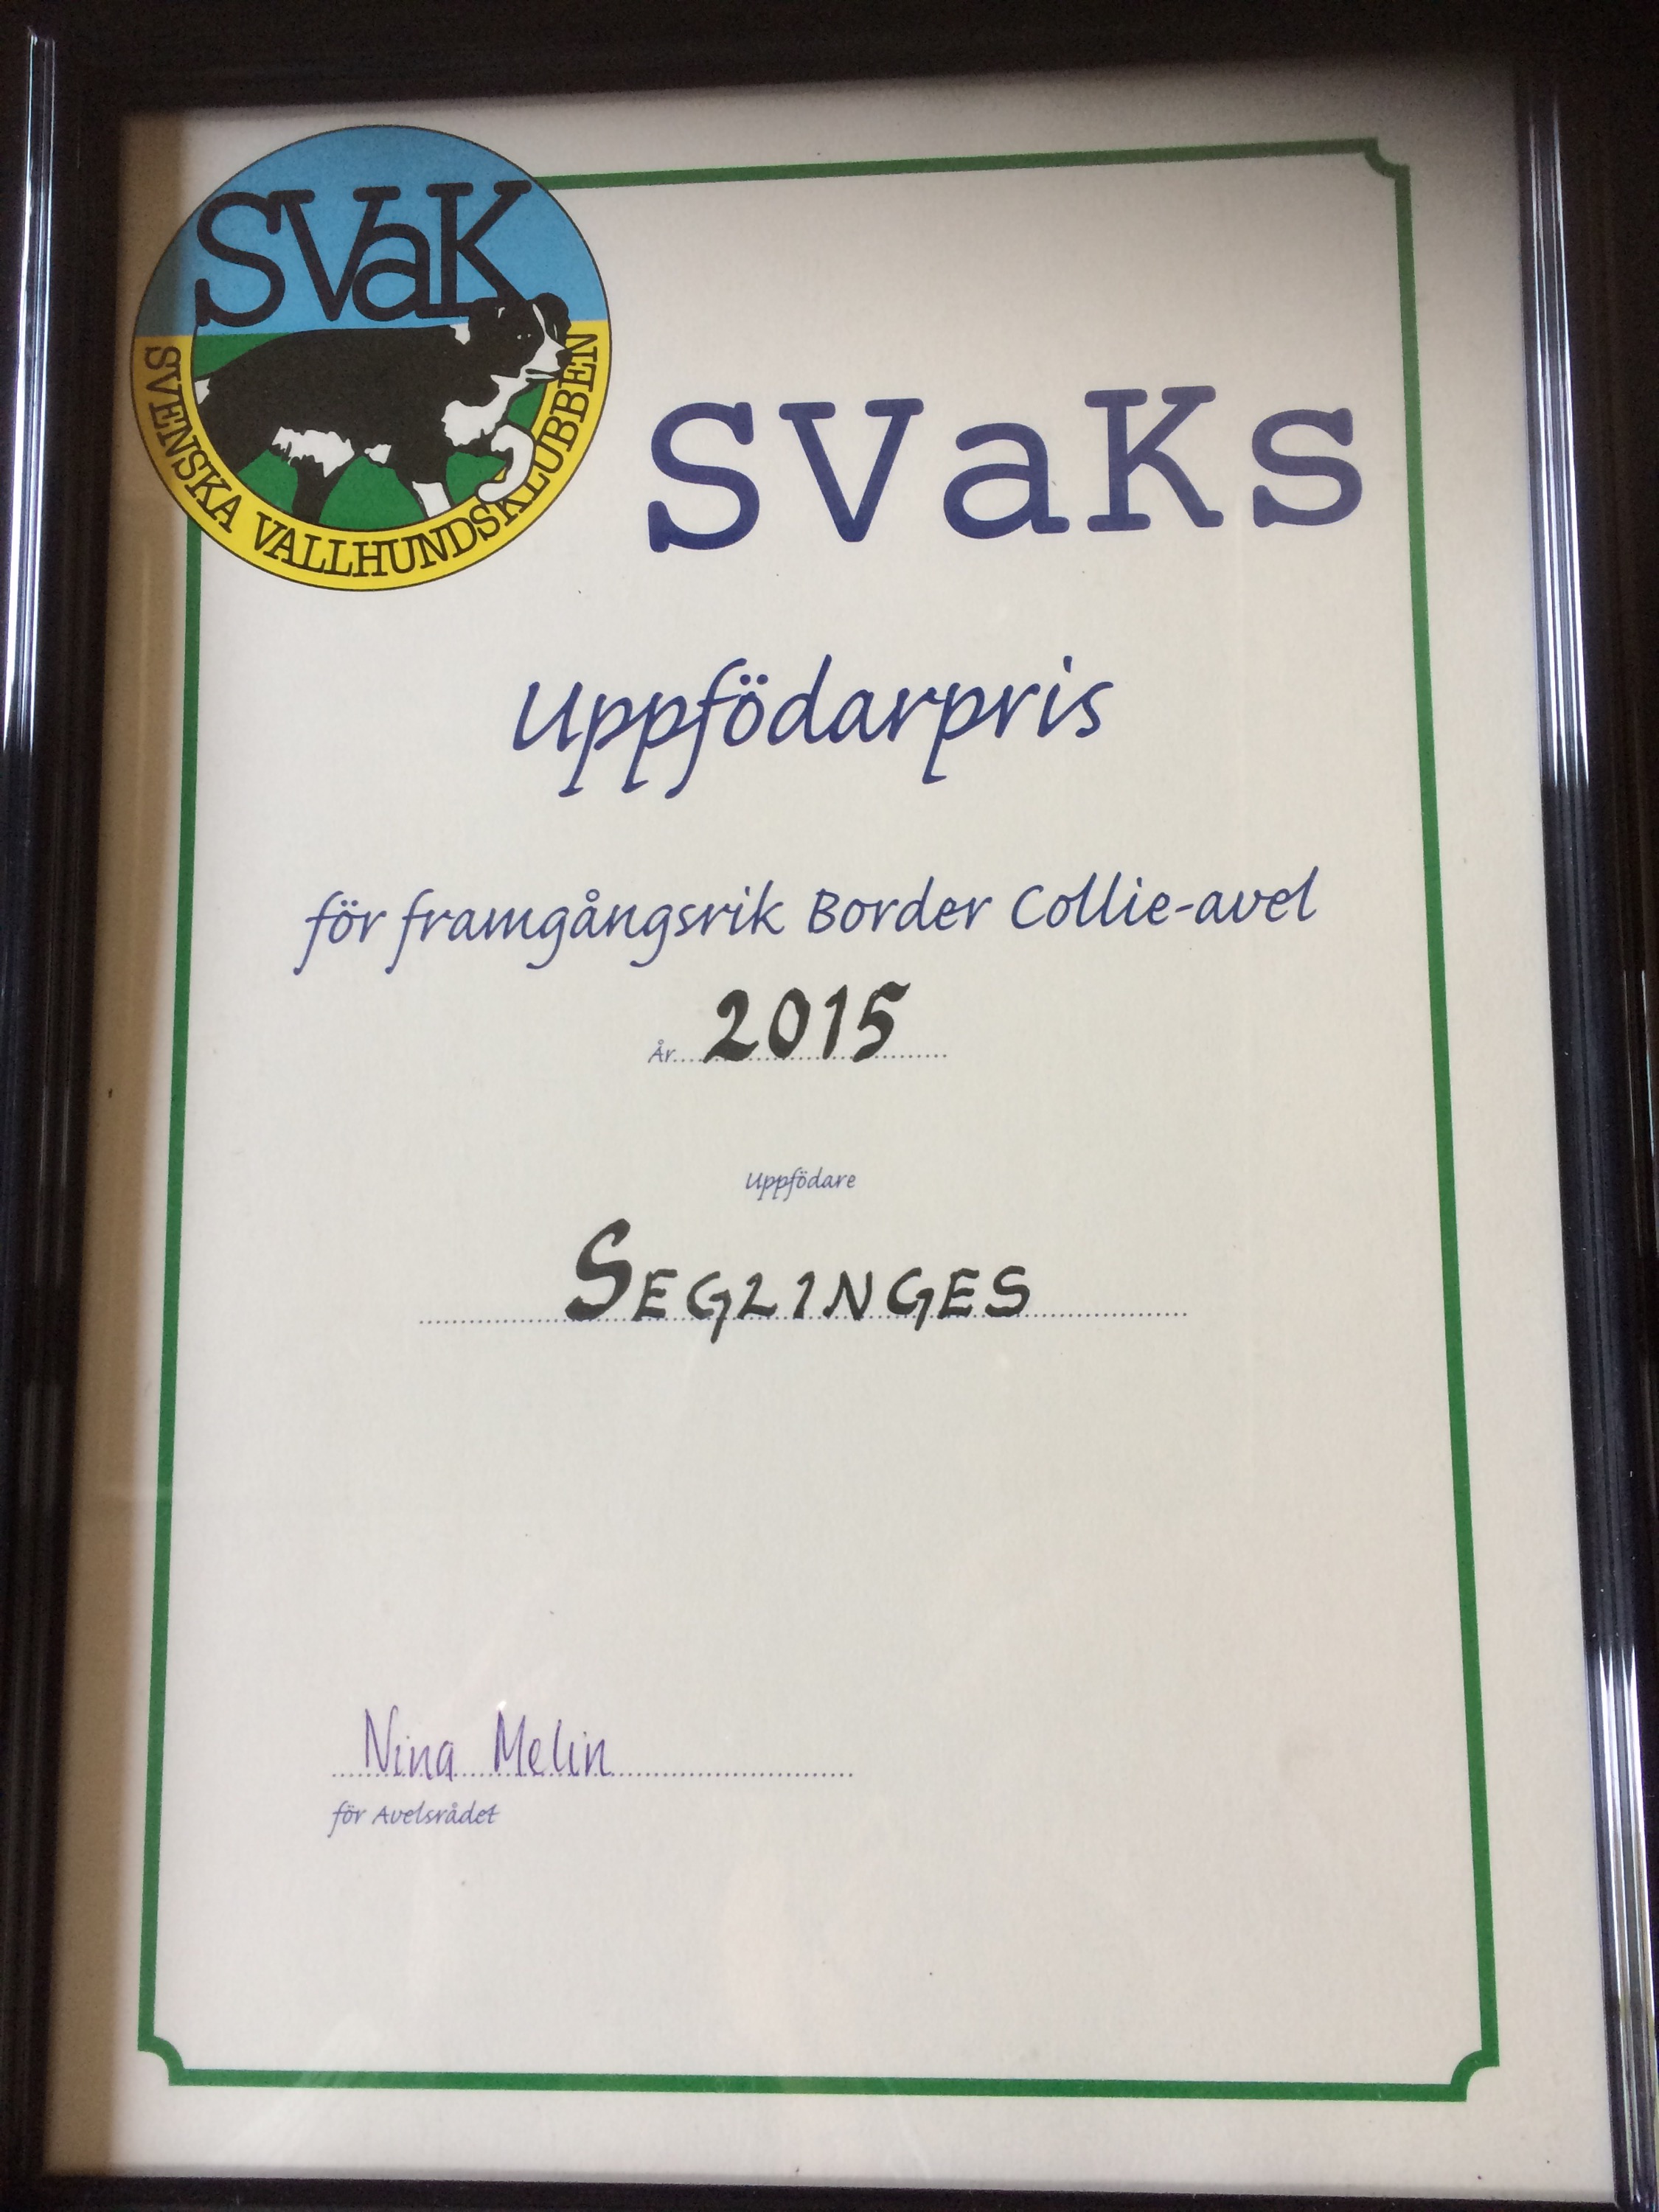 SVaK
SVENSKA VALLHUNDSKLUBBEN
SVaKs
Uppfödarpris
för framgångsrik Border Collie-avel
År 2015
Uppfödare
SEGLINGES
Nina Melin
för Avelsrådet